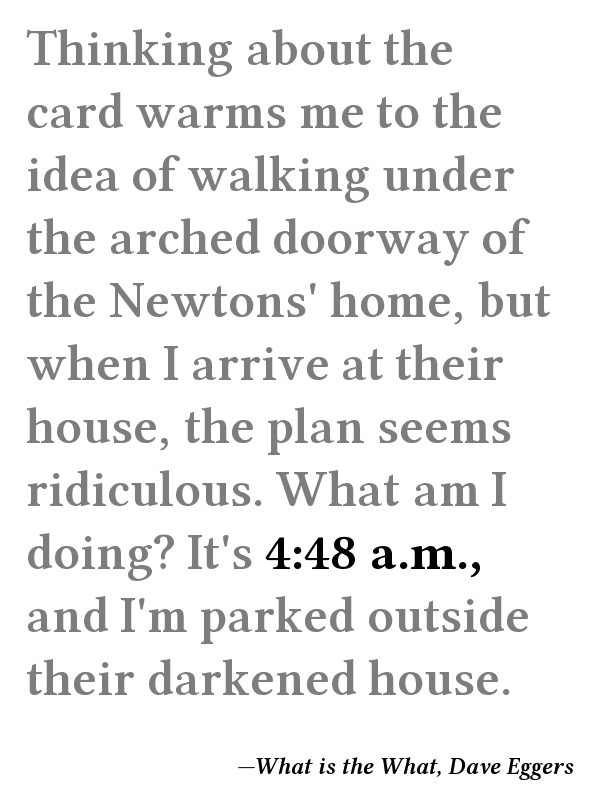 Thinking about the
card warms me to the
idea of walking under
the arched doorway of
the Newtons' home, but
when I arrive at their
house, the plan seems
ridiculous. What am I
doing? It's 4:48 a.m.,
and I'm parked outside
their darkened house.
—What is the What, Dave Eggers